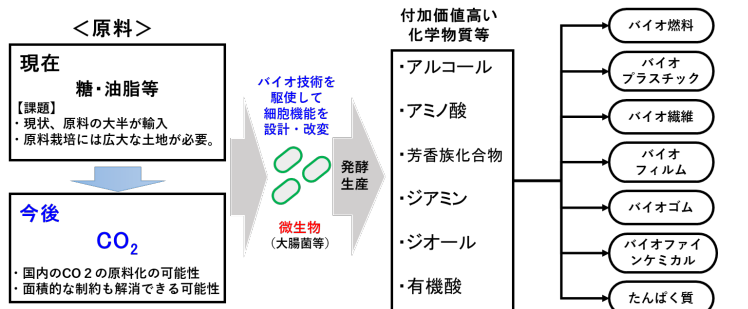 ＜原料＞
現在
糖・油脂等
【課題】
・現状、原料の大半が輸入
・原料栽培には広大な土地が必要。
今後
CO2
・国内のCO２の原料化の可能性
・面積的な制約も解消できる可能性
バイオ技術を
駆使して
細胞機能を
設計・改変
微生物
（大腸菌等）
発酵
生産
付加価値高い
化学物質等
・アルコール
・アミノ酸
・芳香族化合物
・ジアミン
・ジオール
・有機酸
バイオ燃料
バイオ
プラスチック
バイオ繊維
バイオ
フィルム
バイオゴム
バイオファイ
ンケミカル
たんぱく質